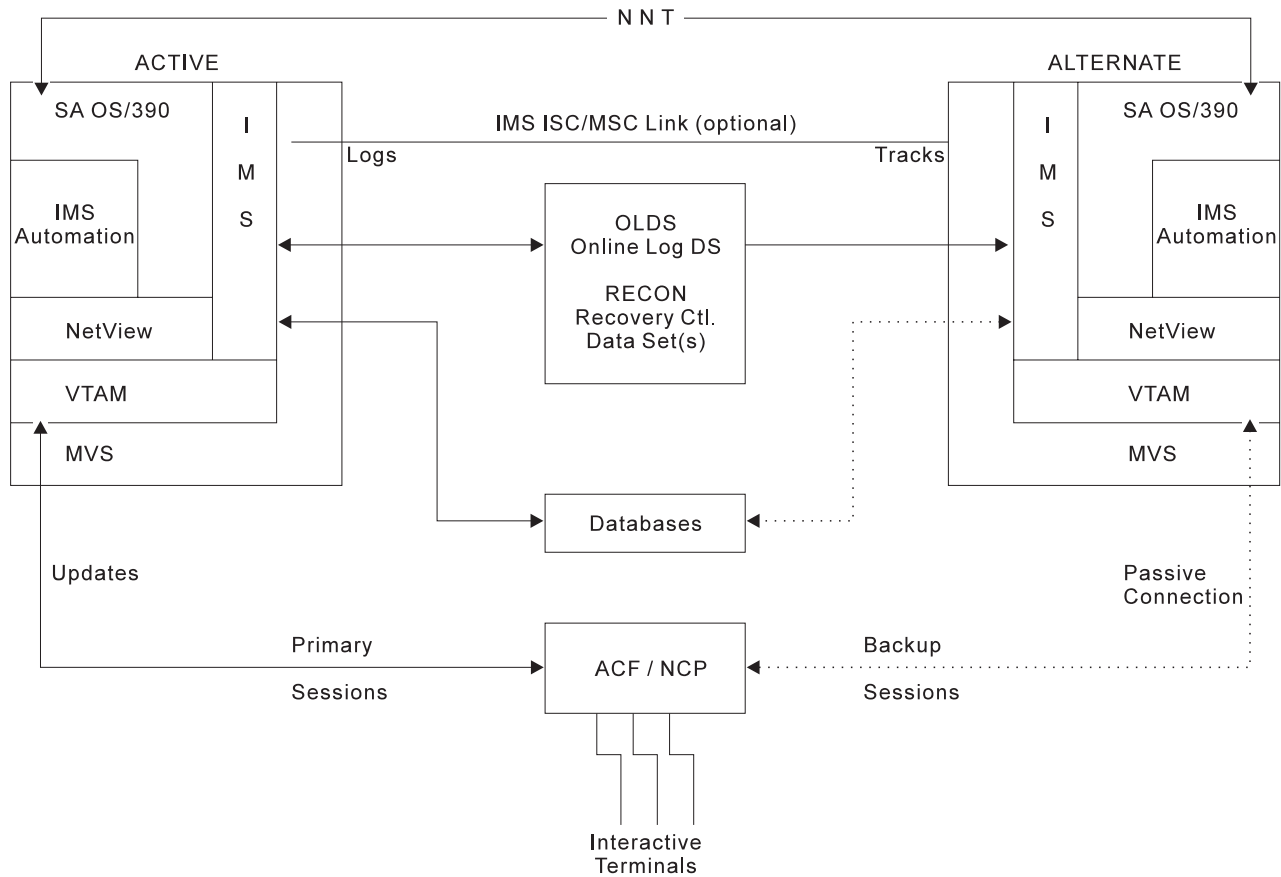 N N T
ACTIVE
ALTERNATE
SA OS/390
I
M
S
IMS ISC/MSC Link (optional)
I
M
S
SA OS/390
Logs
Tracks
IMS
Automation
OLDS
Online Log DS
RECON
Recovery Ctl.
Data Set(s)
IMS
Automation
NetView
NetView
VTAM
VTAM
MVS
MVS
Databases
Updates
Passive
Connection
Primary
Sessions
ACF / NCP
Backup
Sessions
Interactive
Terminals